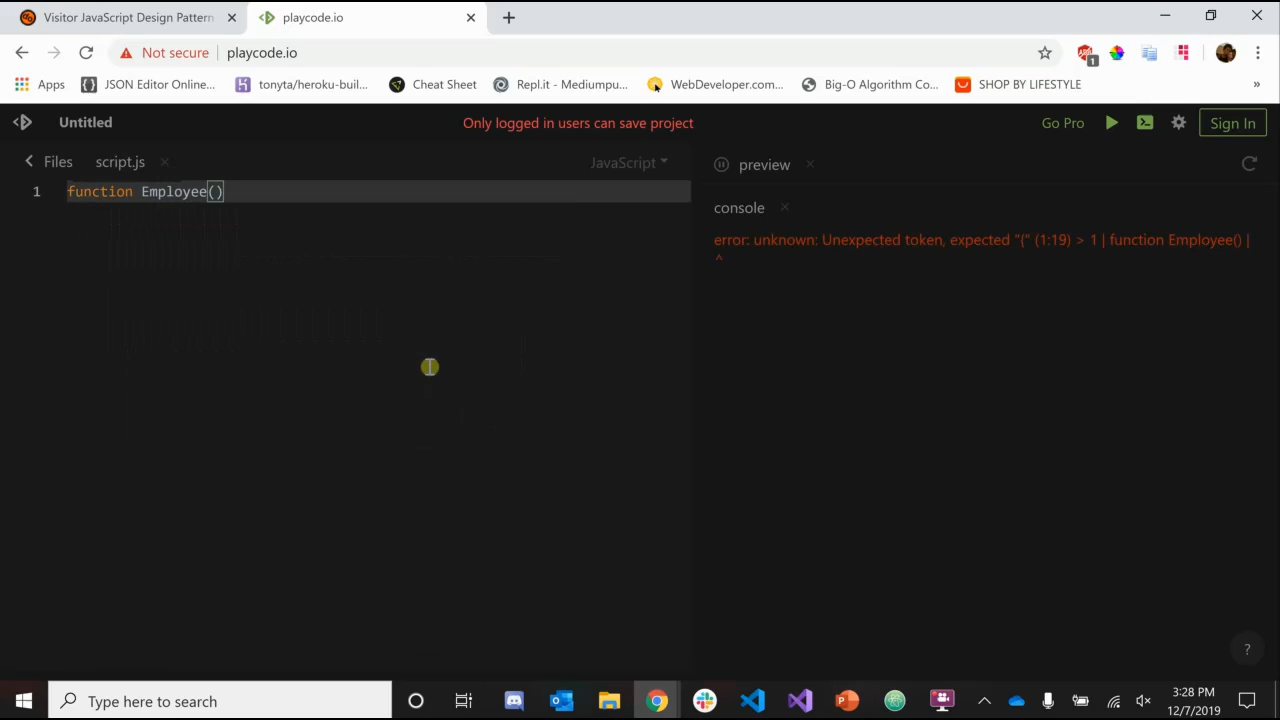 Visitor JavaScript Design Pattern
playcode.io
Not secure
playcode.io
1
Apps
JSON Editor Online...
tonyta/heroku-buil...
Cheat Sheet
Repl.it - Mediumpu...
WebDeveloper.com...
Big-O Algorithm Co...
SHOP BY LIFESTYLE
»
Untitled
Only logged in users can save project
Go Pro
Sign In
Files
script.js
JavaScript
preview
1
function Employee()
console
error: unknown: Unexpected token, expected "{" (1:19) > 1 | function Employee() |
^
?
Type here to search
3:28 PM
12/7/2019